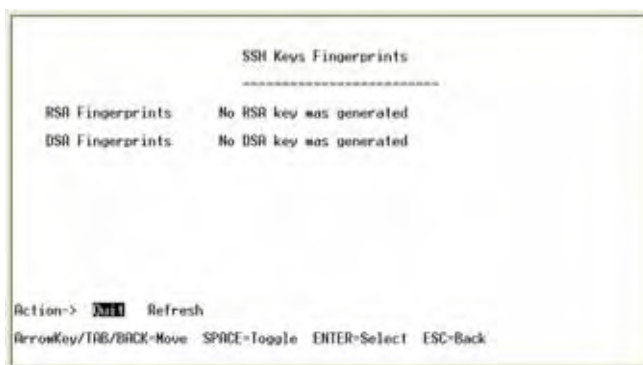 SSH Keys Fingerprints
-------------------------
RSA Fingerprints No RSA key was generated
DSA Fingerprints No DSA key was generated
Action-> Quit Refresh
ArrowKey/TAB/BACK=Move SPACE=Toggle ENTER=Select ESC=Back